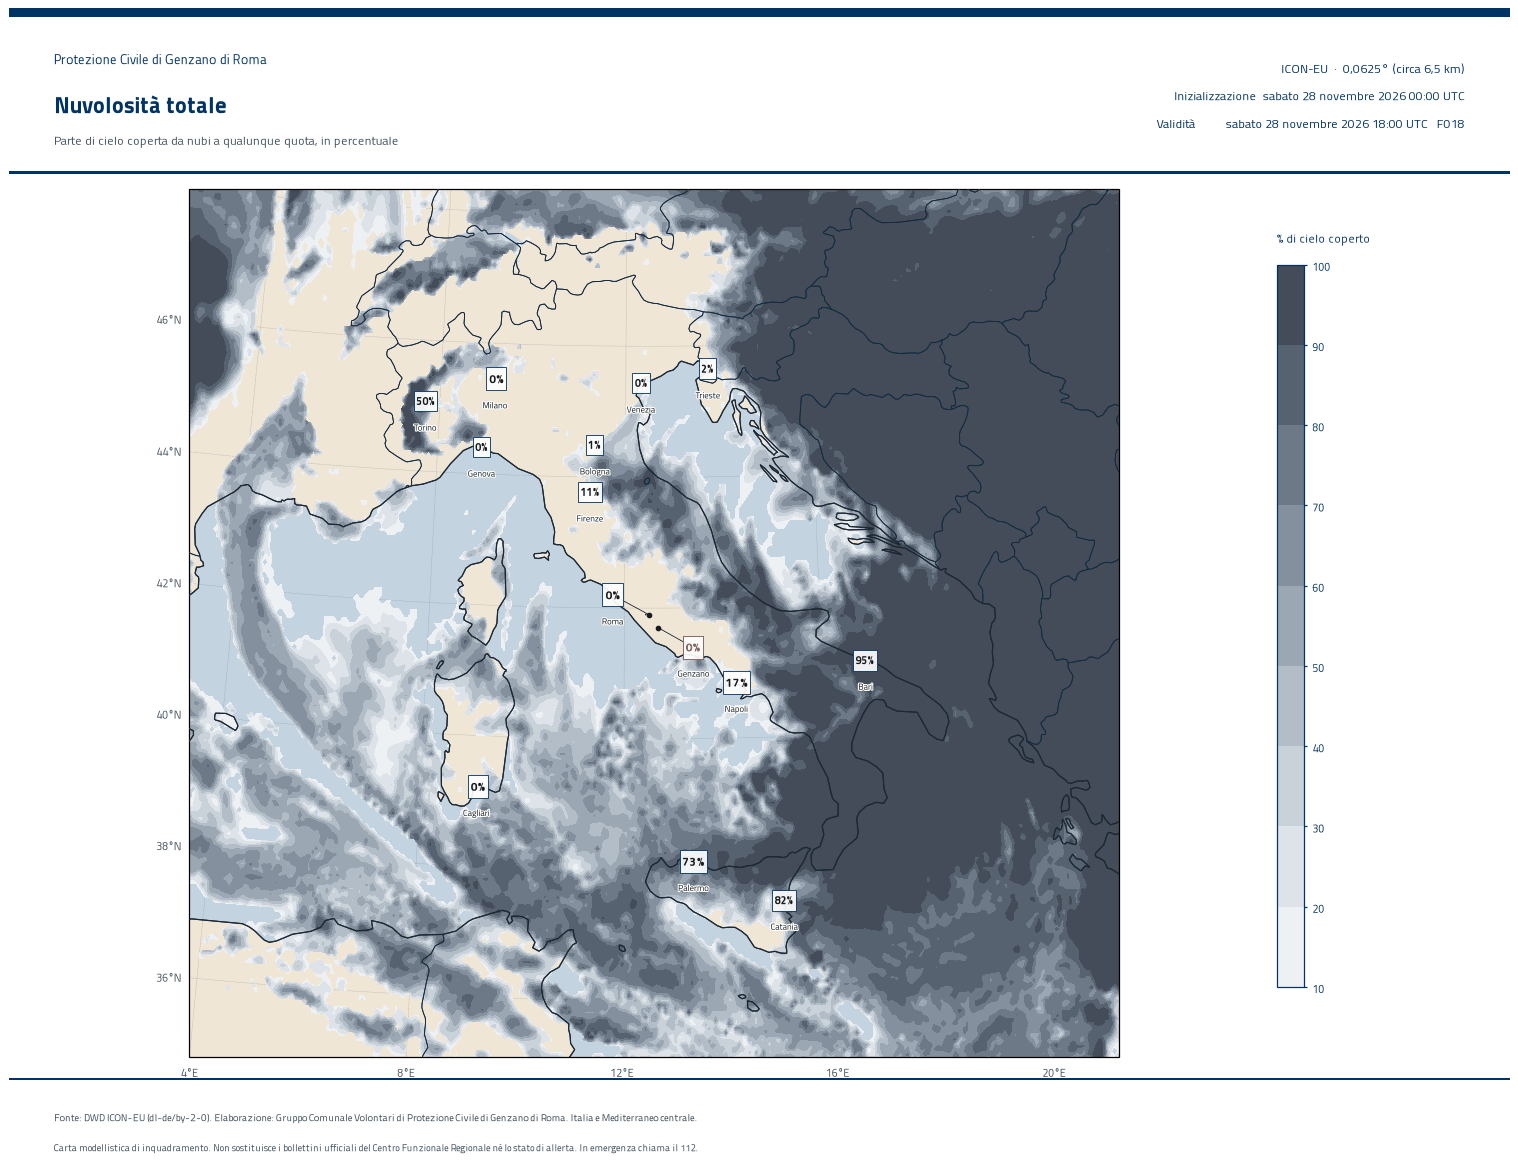 Protezione Civile di Genzano di Roma
Nuvolosità totale
Parte di cielo coperta da nubi a qualunque quota, in percentuale
ICON-EU · 0,0625° (circa 6,5 km)
Inizializzazione sabato 28 novembre 2026 00:00 UTC
Validità sabato 28 novembre 2026 18:00 UTC F018
% di cielo coperto
100
90
80
70
60
50
40
30
20
10
46°N
44°N
42°N
40°N
38°N
36°N
4°E
8°E
12°E
16°E
20°E
2%
Trieste
0%
Milano
0%
Venezia
50%
Torino
0%
Genova
1%
Bologna
11%
Firenze
0%
Roma
0%
Genzano
17%
Napoli
95%
Bari
0%
Cagliari
73%
Palermo
82%
Catania
Fonte: DWD ICON-EU (dl-de/by-2-0). Elaborazione: Gruppo Comunale Volontari di Protezione Civile di Genzano di Roma. Italia e Mediterraneo centrale.
Carta modellistica di inquadramento. Non sostituisce i bollettini ufficiali del Centro Funzionale Regionale né lo stato di allerta. In emergenza chiama il 112.